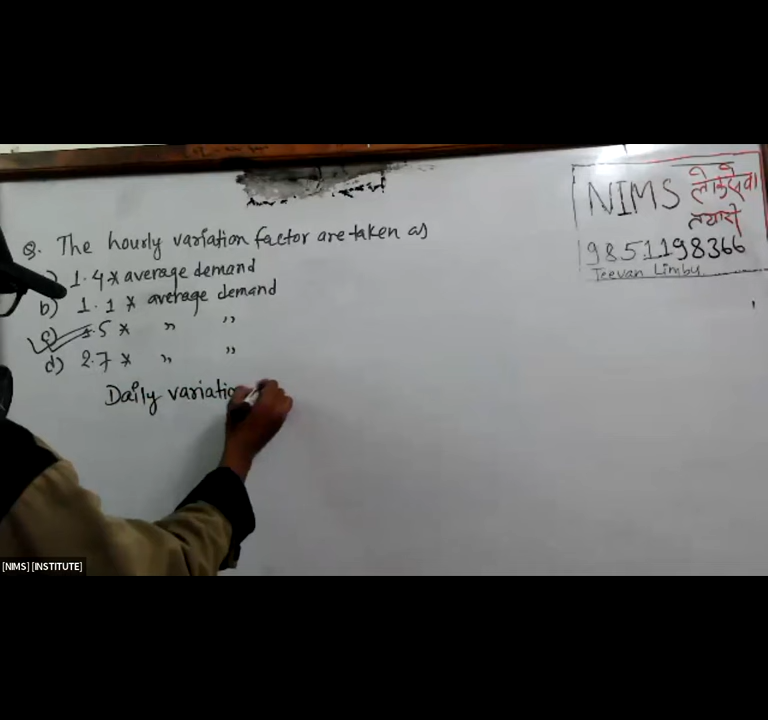 NIMS लोकसेवा
तयारी
9851198366
Jeevan Limbu
Q. The hourly variation factor are taken as
1.4 * average demand
b) 1.1 * average demand
c) 1.5 * " "
d) 2.7 * " "
Daily variatio
[NIMS] [INSTITUTE]